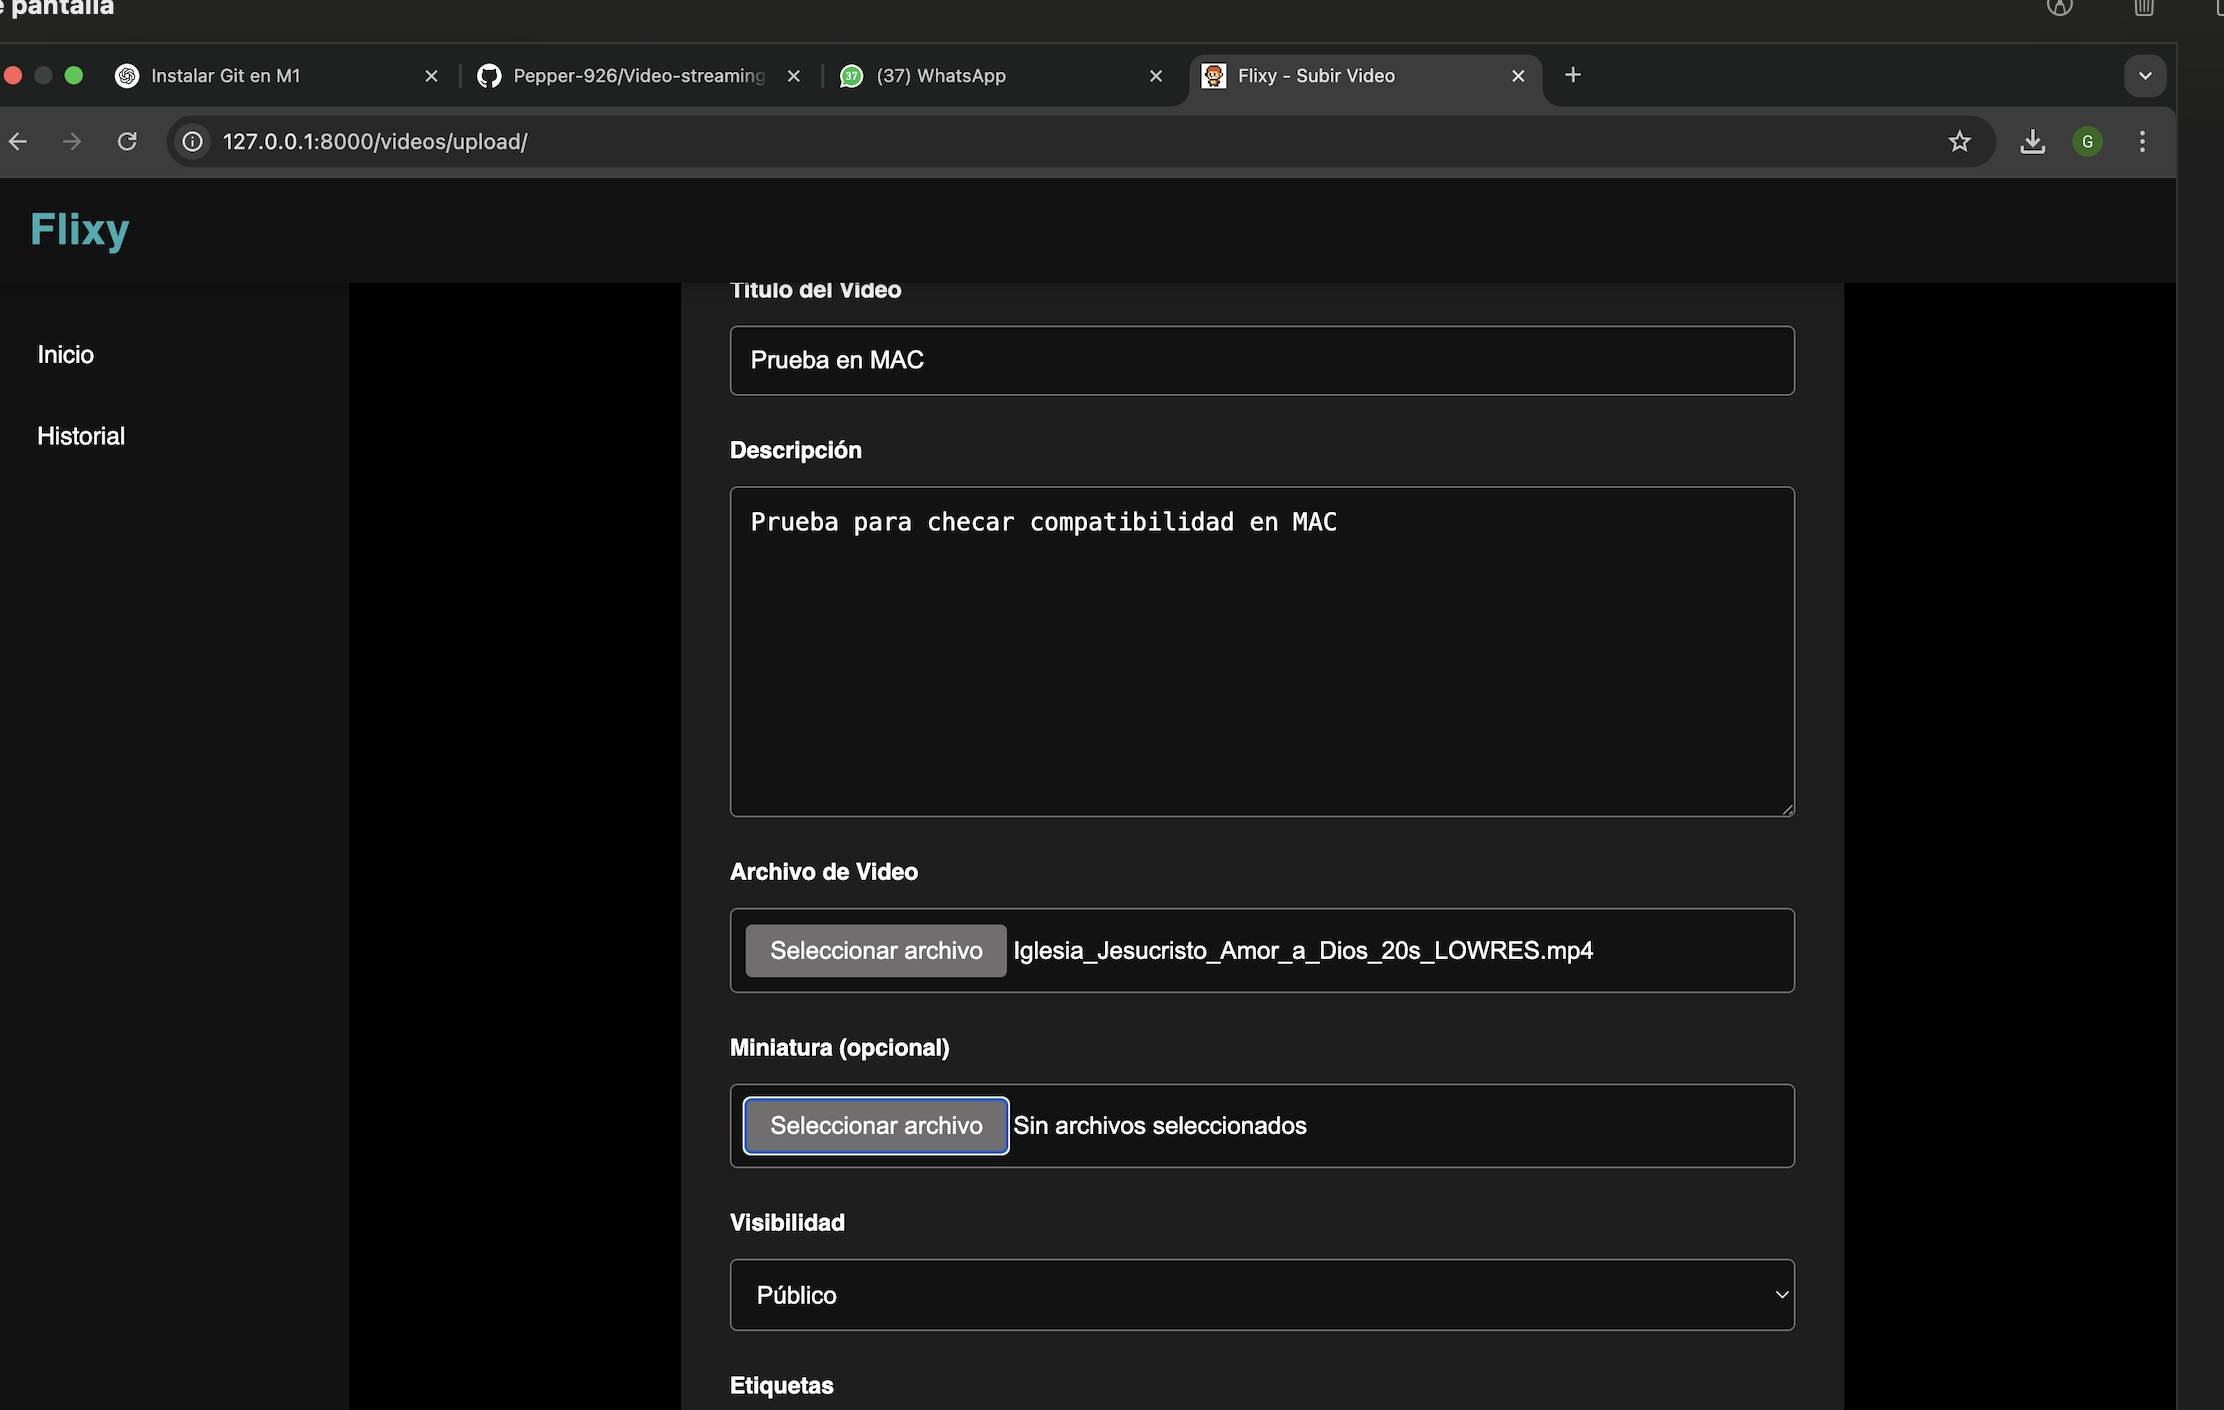 e pantalla
Instalar Git en M1
Pepper-926/Video-streaming
37
(37) WhatsApp
Flixy - Subir Video
127.0.0.1:8000/videos/upload/
G
Flixy
Inicio
Historial
Título del Video
Prueba en MAC
Descripción
Prueba para checar compatibilidad en MAC
Archivo de Video
Seleccionar archivo Iglesia_Jesucristo_Amor_a_Dios_20s_LOWRES.mp4
Miniatura (opcional)
Seleccionar archivo Sin archivos seleccionados
Visibilidad
Público
Etiquetas